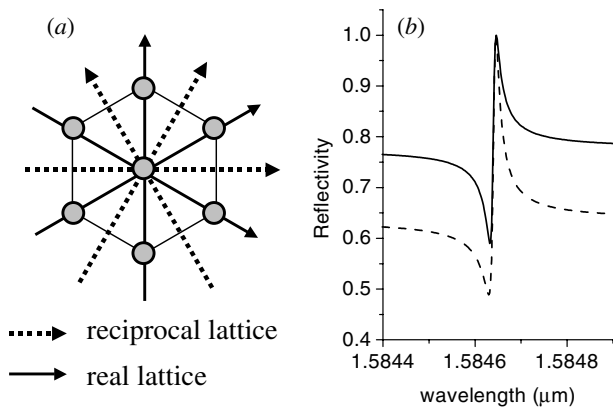 (a)
reciprocal lattice
real lattice
(b)
Reflectivity
1.0
0.9
0.8
0.7
0.6
0.5
0.4
1.5844 1.5846 1.5848
wavelength (μm)